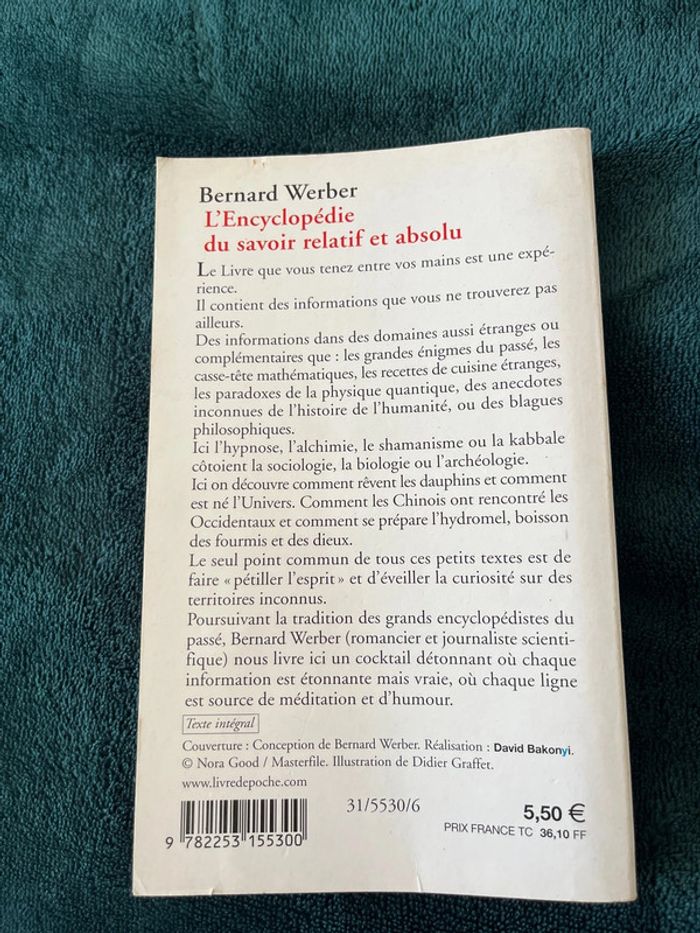 Bernard Werber
L'Encyclopédie
du savoir relatif et absolu
Le Livre que vous tenez entre vos mains est une expé-
rience.
Il contient des informations que vous ne trouverez pas
ailleurs.
Des informations dans des domaines aussi étranges ou
complémentaires que : les grandes énigmes du passé, les
casse-tête mathématiques, les recettes de cuisine étranges,
les paradoxes de la physique quantique, des anecdotes
inconnues de l'histoire de l'humanité, ou des blagues
philosophiques.
Ici l'hypnose, l'alchimie, le shamanisme ou la kabbale
côtoient la sociologie, la biologie ou l'archéologie.
Ici on découvre comment rêvent les dauphins et comment
est né l'Univers. Comment les Chinois ont rencontré les
Occidentaux et comment se prépare l'hydromel, boisson
des fourmis et des dieux.
Le seul point commun de tous ces petits textes est de
faire « pétiller l'esprit » et d'éveiller la curiosité sur des
territoires inconnus.
Poursuivant la tradition des grands encyclopédistes du
passé, Bernard Werber (romancier et journaliste scienti-
fique) nous livre ici un cocktail détonnant où chaque
information est étonnante mais vraie, où chaque ligne
est source de méditation et d'humour.
Texte intégral
Couverture : Conception de Bernard Werber. Réalisation : David Bakonyi.
© Nora Good / Masterfile. Illustration de Didier Graffet.
www.livredepoche.com
31/5530/6
5,50 €
PRIX FRANCE TC 36,10 FF
9 782253 155300